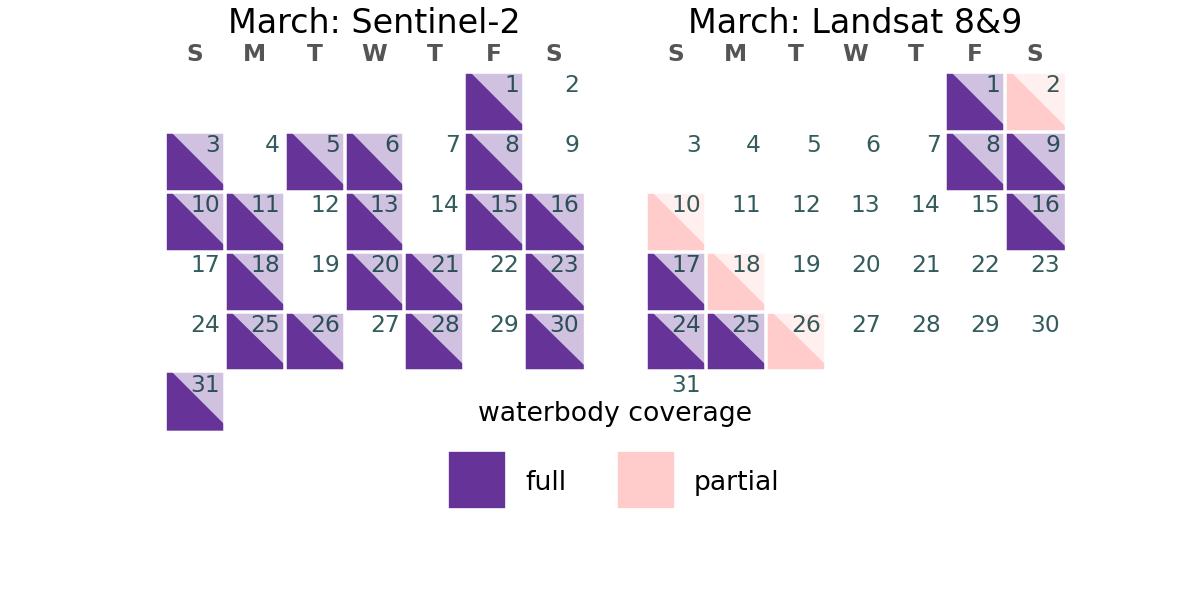 March: Sentinel-2
S M T W T F S
1 2
3 4 5 6 7 8 9
10 11 12 13 14 15 16
17 18 19 20 21 22 23
24 25 26 27 28 29 30
31
March: Landsat 8&9
S M T W T F S
1 2
3 4 5 6 7 8 9
10 11 12 13 14 15 16
17 18 19 20 21 22 23
24 25 26 27 28 29 30
31
waterbody coverage
full partial